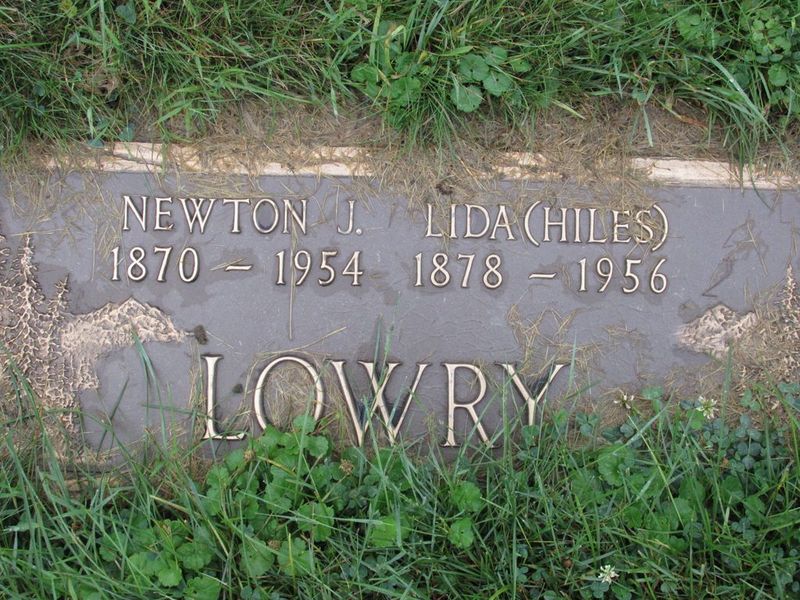 NEWTON J. LIDA (HILES)
1870 – 1954 1878 – 1956
LOWRY